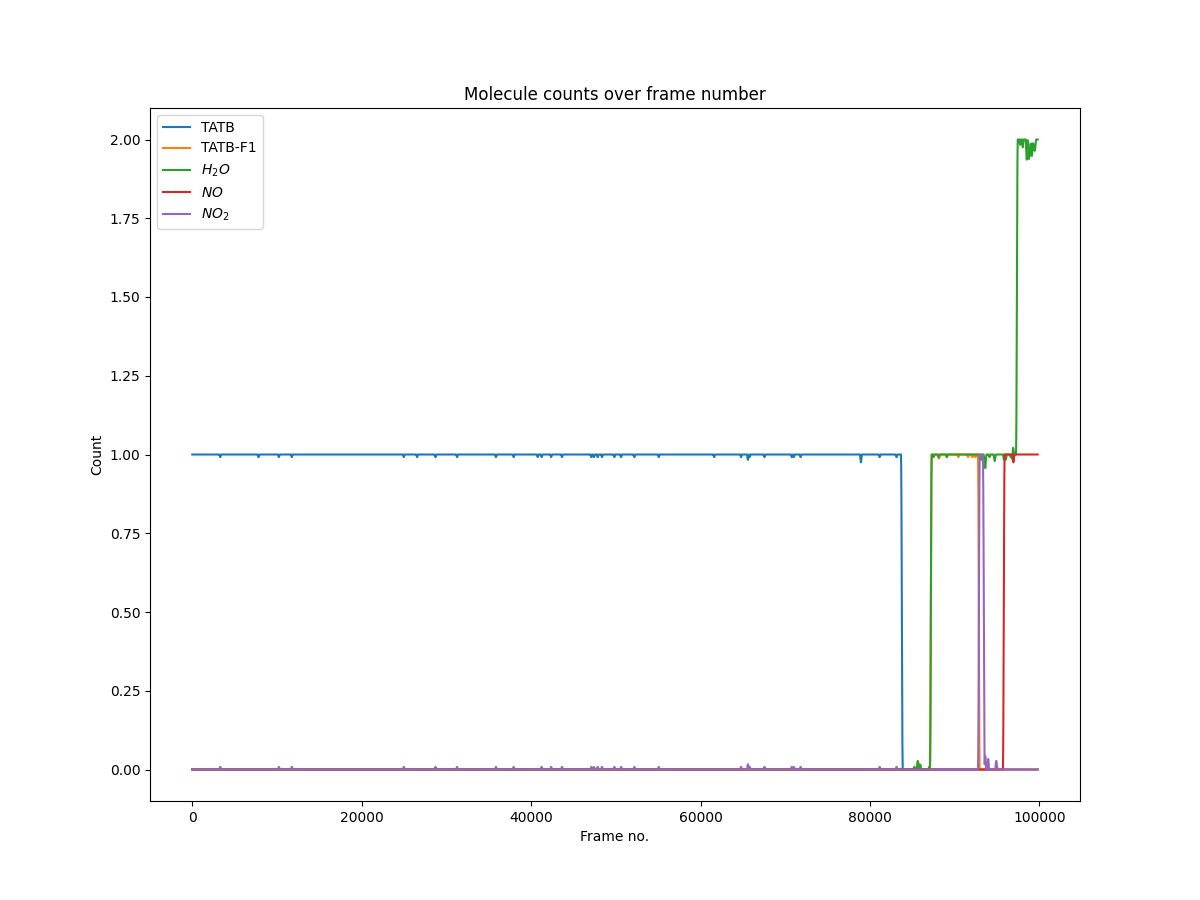 Molecule counts over frame number
TATB
TATB-F1
H₂O
NO
NO₂
2.00
1.75
1.50
1.25
1.00
0.75
0.50
0.25
0.00
Count
0 20000 40000 60000 80000 100000
Frame no.